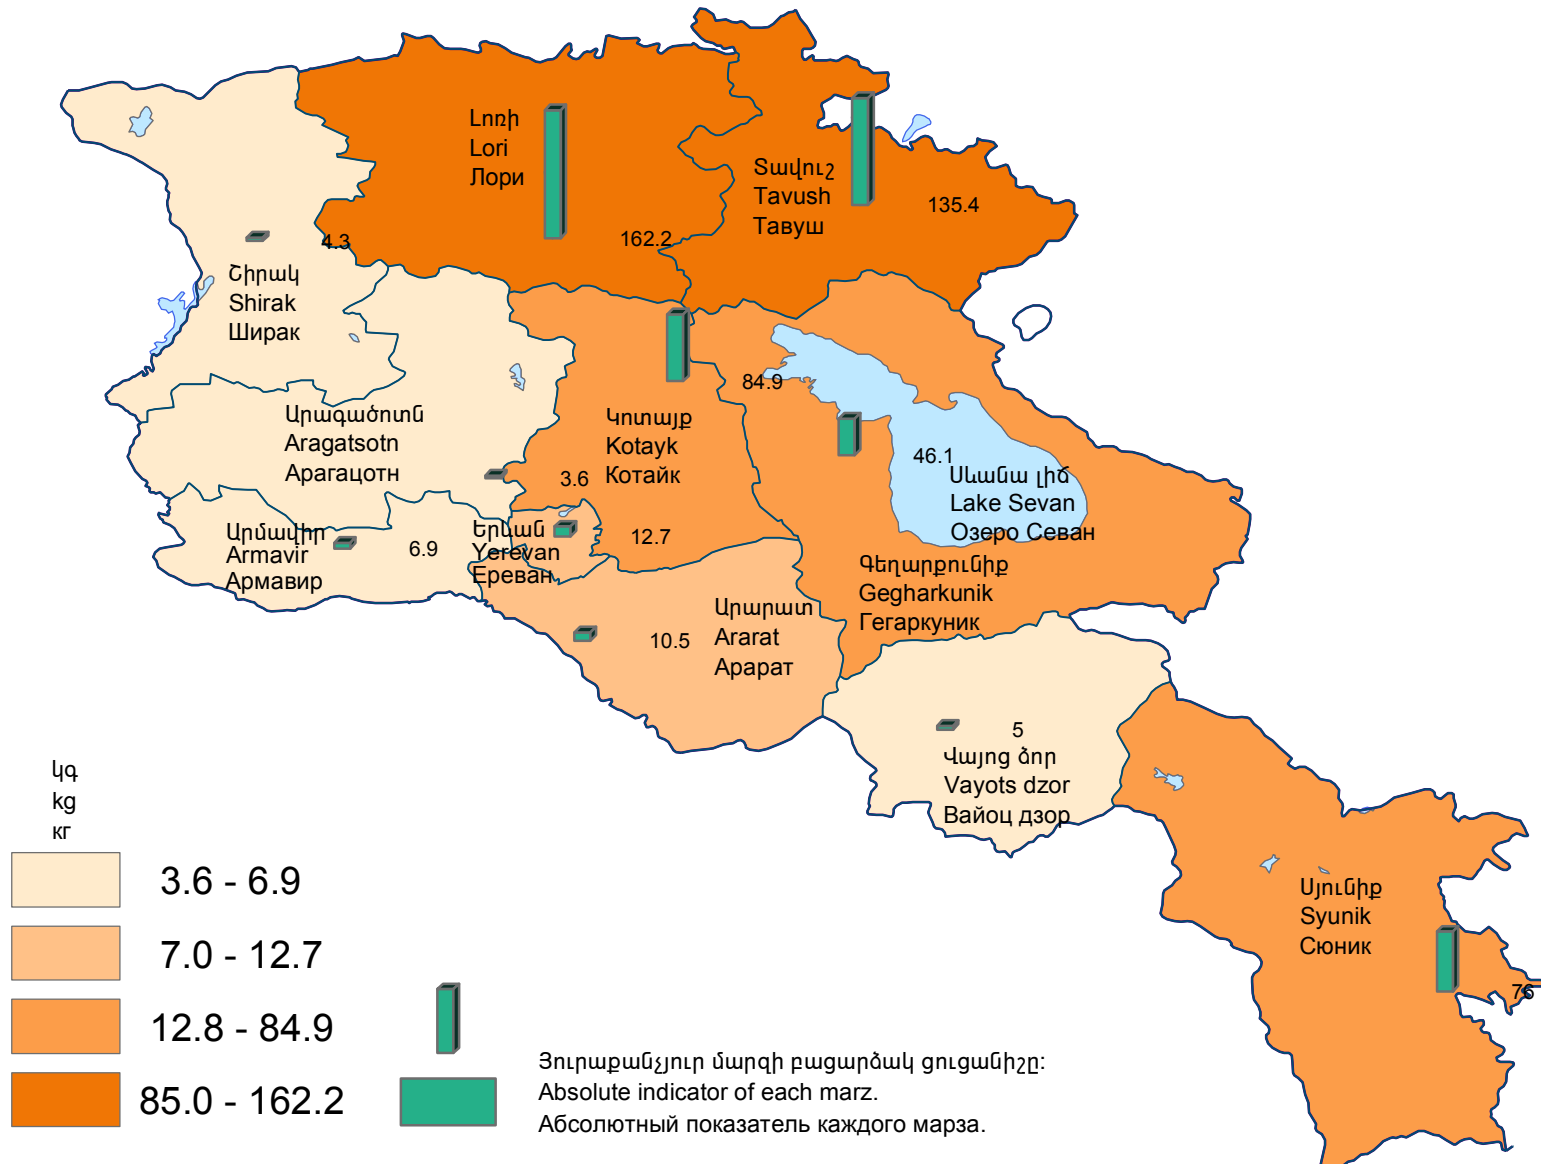 Լոռի
Lori
Лори
162.2
Տավուշ
Tavush
Тавуш
135.4
4.3
Շիրակ
Shirak
Ширак
Արագածոտն
Aragatsotn
Арагацотн
3.6
Կոտայք
Kotayk
Котайк
84.9
46.1
Սևանա լիճ
Lake Sevan
Озеро Севан
Արմավիր
Armavir
Армавир
6.9
Երևան
Yerevan
Ереван
12.7
Գեղարքունիք
Gegharkunik
Гегаркуник
Արարատ
Ararat
Арарат
10.5
5
Վայոց ձոր
Vayots dzor
Вайоц дзор
Սյունիք
Syunik
Сюник
76
կգ
kg
кг
3.6 - 6.9
7.0 - 12.7
12.8 - 84.9
85.0 - 162.2
Յուրաքանչյուր մարզի բացարձակ ցուցանիշը:
Absolute indicator of each marz.
Абсолютный показатель каждого марза.